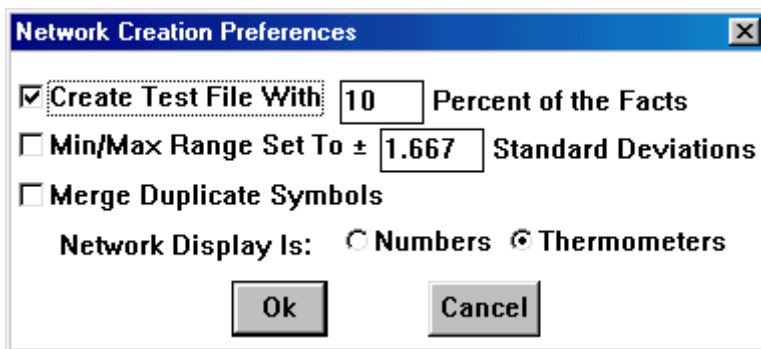 Network Creation Preferences
Create Test File With 10 Percent of the Facts
Min/Max Range Set To ± 1.667 Standard Deviations
Merge Duplicate Symbols
Network Display Is: Numbers Thermometers
Ok Cancel